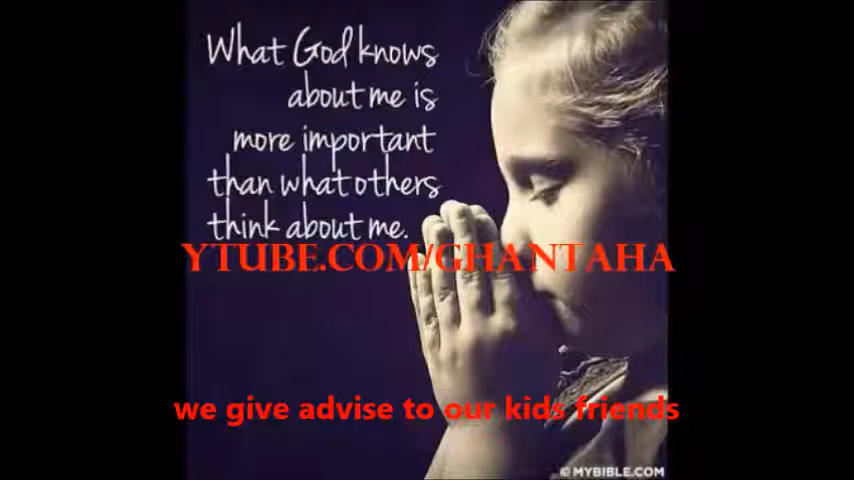 What God knows
about me is
more important
than what others
think about me.
YTUBE.COM/GHANTAHA
we give advise to our kids friends
© MYBIBLE.COM